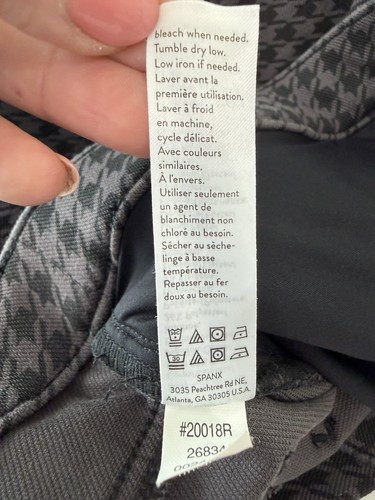 bleach when needed.
Tumble dry low.
Low iron if needed.
Laver avant la
première utilisation.
Laver à froid
en machine,
cycle délicat.
Avec couleurs
similaires.
À l'envers.
Utiliser seulement
un agent de
blanchiment non
chloré au besoin.
Sécher au sèche-
linge à basse
température.
Repasser au fer
doux au besoin.
30
SPANX
3035 Peachtree Rd NE,
Atlanta, GA 30305 U.S.A.
#20018R
26834